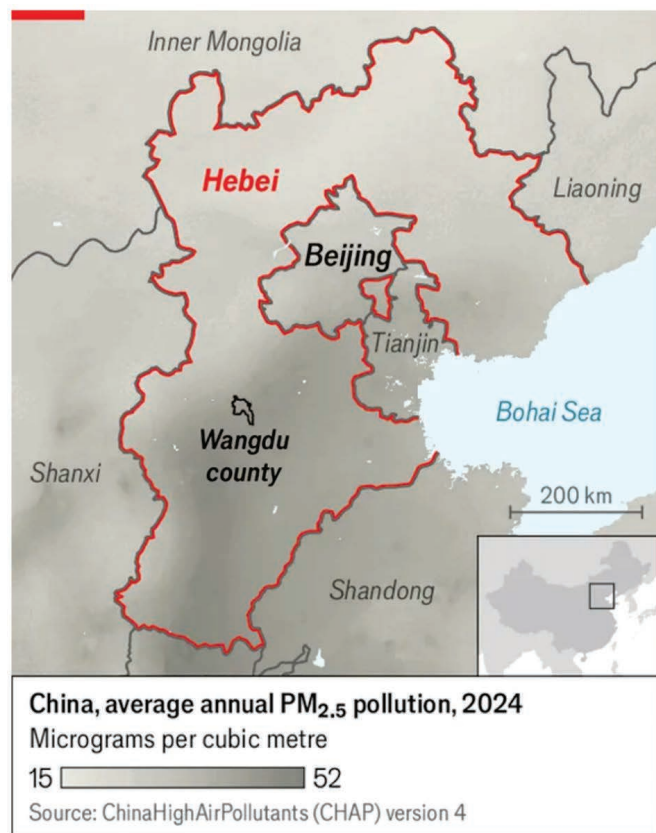 Inner Mongolia
Hebei
Liaoning
Beijing
Tianjin
Bohai Sea
Wangdu
county
Shanxi
200 km
Shandong
China, average annual PM₂.₅ pollution, 2024
Micrograms per cubic metre
15 52
Source: ChinaHighAirPollutants (CHAP) version 4